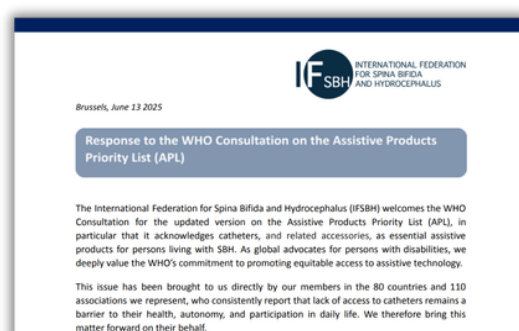 IF SBH INTERNATIONAL FEDERATION
FOR SPINA BIFIDA
AND HYDROCEPHALUS
Brussels, June 13 2025
Response to the WHO Consultation on the Assistive Products
Priority List (APL)
The International Federation for Spina Bifida and Hydrocephalus (IFSBH) welcomes the WHO
Consultation for the updated version on the Assistive Products Priority List (APL), in
particular that it acknowledges catheters, and related accessories, as essential assistive
products for persons living with SBH. As global advocates for persons with disabilities, we
deeply value the WHO's commitment to promoting equitable access to assistive technology.
This issue has been brought to us directly by our members in the 80 countries and 110
associations we represent, who consistently report that lack of access to catheters remains a
barrier to their health, autonomy, and participation in daily life. We therefore bring this
matter forward on their behalf.